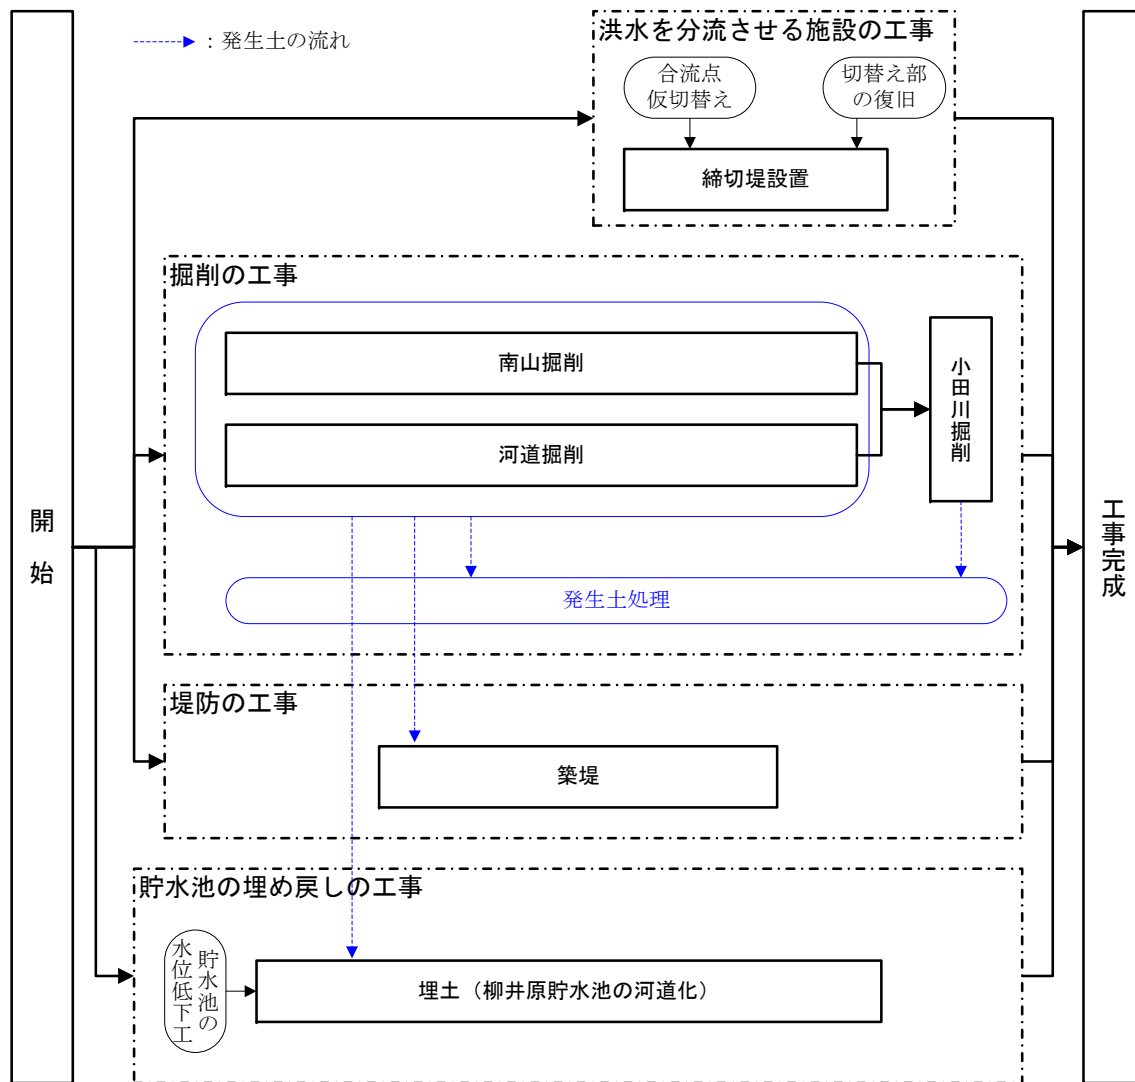 ：発生土の流れ
洪水を分流させる施設の工事
合流点
仮切替え
切替え部
の復旧
締切堤設置
掘削の工事
南山掘削
河道掘削
小田川掘削
発生土処理
開始
工事完成
堤防の工事
築堤
貯水池の埋め戻しの工事
貯水池の
水位低下工
埋土（柳井原貯水池の河道化）